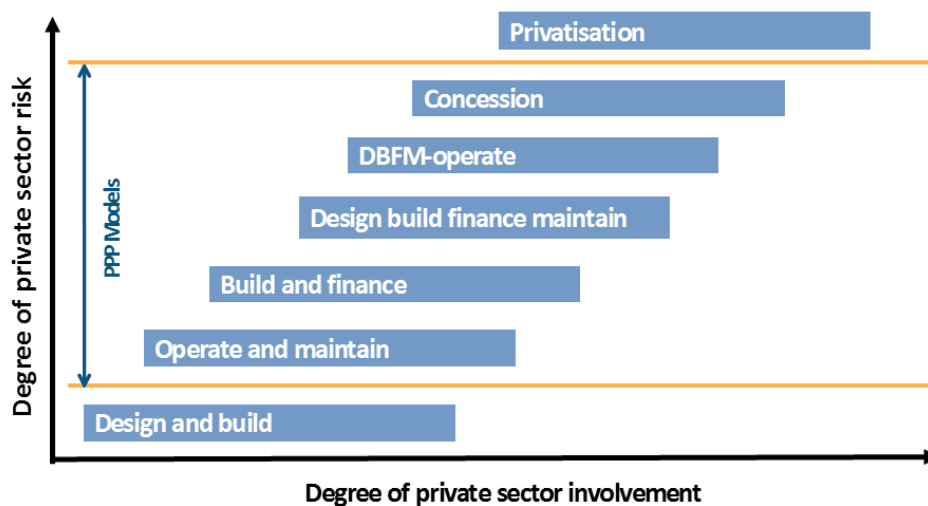 Privatisation
Concession
DBFM-operate
Design build finance maintain
Build and finance
Operate and maintain
Design and build
PPP Models
Degree of private sector risk
Degree of private sector involvement